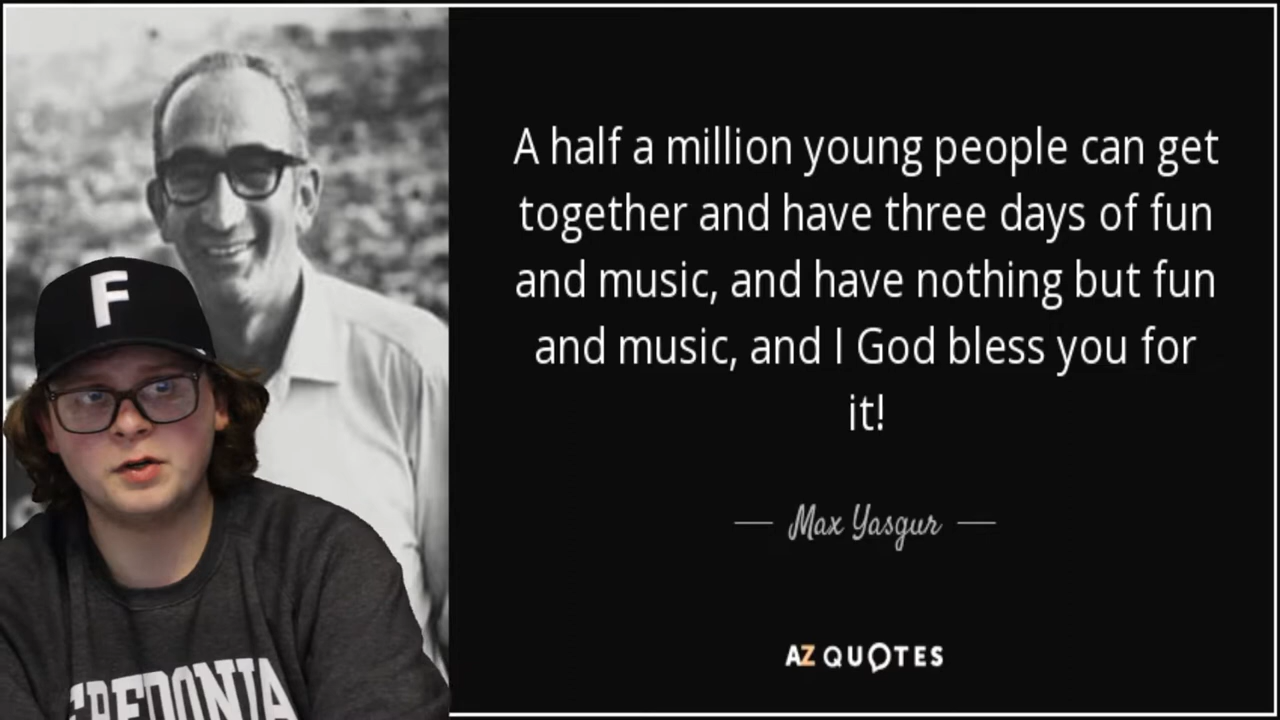 A half a million young people can get
together and have three days of fun
and music, and have nothing but fun
and music, and I God bless you for
it!
Max Yasgur
AZ QUOTES
F
FREDONIA